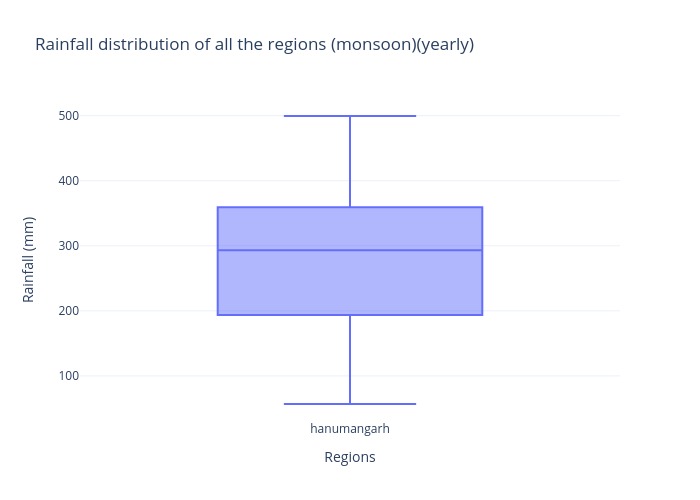 Rainfall distribution of all the regions (monsoon)(yearly)
500
400
300
200
100
Rainfall (mm)
hanumangarh
Regions